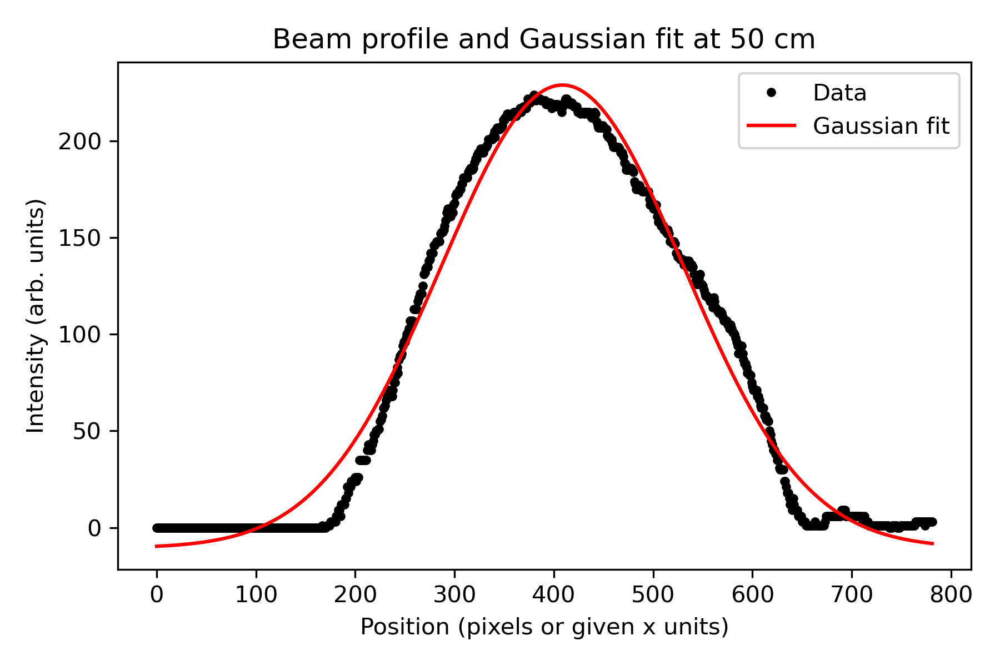 Beam profile and Gaussian fit at 50 cm
Data
Gaussian fit
Intensity (arb. units)
200
150
100
50
0
0 100 200 300 400 500 600 700 800
Position (pixels or given x units)